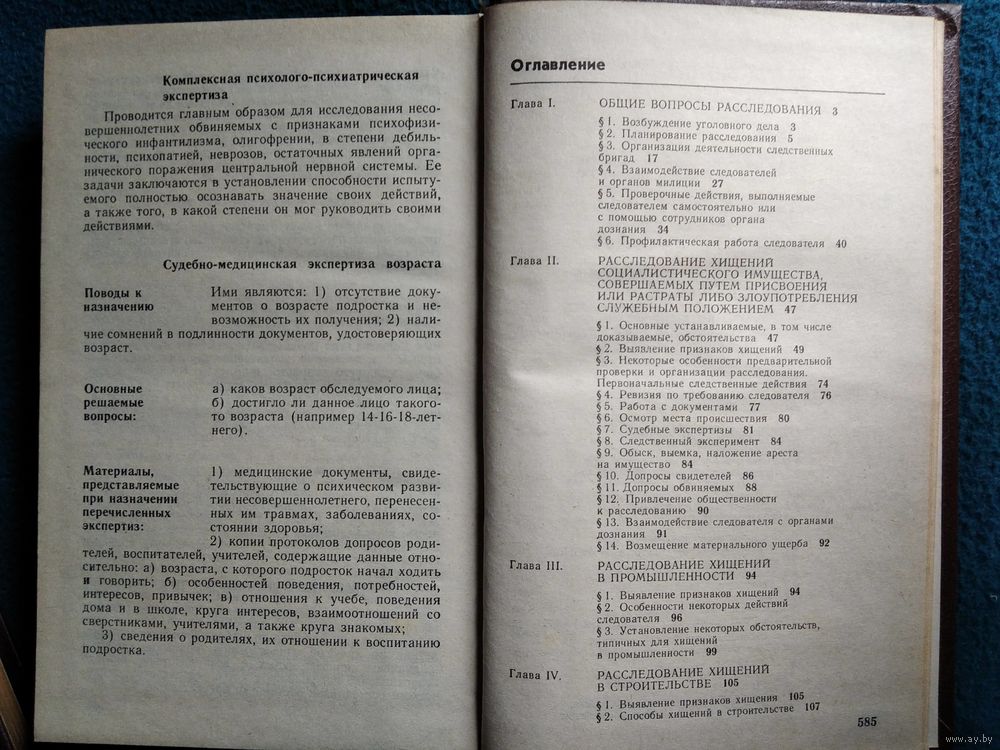 Комплексная психолого-психиатрическая
экспертиза
Проводится главным образом для исследования несо-
вершеннолетних обвиняемых с признаками психофизи-
ческого инфантилизма, олигофрении, в степени дебиль-
ности, психопатией, неврозов, остаточных явлений орга-
нического поражения центральной нервной системы. Ее
задачи заключаются в установлении способности испыту-
емого полностью осознавать значение своих действий,
а также того, в какой степени он мог руководить своими
действиями.
Судебно-медицинская экспертиза возраста
Поводы к Ими являются: 1) отсутствие доку-
назначению ментов о возрасте подростка и не-
возможность их получения; 2) нали-
чие сомнений в подлинности документов, удостоверяющих
возраст.
Основные а) каков возраст обследуемого лица;
решаемые б) достигло ли данное лицо такого-
вопросы: то возраста (например 14-16-18-лет-
него).
Материалы, 1) медицинские документы, свиде-
представляемые тельствующие о психическом разви-
при назначении тии несовершеннолетнего, перенесен-
перечисленных ных им травмах, заболеваниях, со-
экспертиз: стоянии здоровья;
2) копии протоколов допросов роди-
телей, воспитателей, учителей, содержащие данные отно-
сительно: а) возраста, с которого подросток начал ходить
и говорить; б) особенностей поведения, потребностей,
интересов, привычек; в) отношения к учебе, поведения
дома и в школе, круга интересов, взаимоотношений со
сверстниками, учителями, а также круга знакомых;
3) сведения о родителях, их отношении к воспитанию
подростка.
Оглавление
Глава I. ОБЩИЕ ВОПРОСЫ РАССЛЕДОВАНИЯ 3
§ 1. Возбуждение уголовного дела 3
§ 2. Планирование расследования 5
§ 3. Организация деятельности следственных
бригад 17
§ 4. Взаимодействие следователей
и органов милиции 27
§ 5. Проверочные действия, выполняемые
следователем самостоятельно или
с помощью сотрудников органа
дознания 34
§ 6. Профилактическая работа следователя 40
Глава II. РАССЛЕДОВАНИЕ ХИЩЕНИЙ
СОЦИАЛИСТИЧЕСКОГО ИМУЩЕСТВА,
СОВЕРШАЕМЫХ ПУТЕМ ПРИСВОЕНИЯ
ИЛИ РАСТРАТЫ ЛИБО ЗЛОУПОТРЕБЛЕНИЯ
СЛУЖЕБНЫМ ПОЛОЖЕНИЕМ 47
§ 1. Основные устанавливаемые, в том числе
доказываемые, обстоятельства 47
§ 2. Выявление признаков хищений 49
§ 3. Некоторые особенности предварительной
проверки и организации расследования.
Первоначальные следственные действия 74
§ 4. Ревизия по требованию следователя 76
§ 5. Работа с документами 77
§ 6. Осмотр места происшествия 80
§ 7. Судебные экспертизы 81
§ 8. Следственный эксперимент 84
§ 9. Обыск, выемка, наложение ареста
на имущество 84
§ 10. Допросы свидетелей 86
§ 11. Допросы обвиняемых 88
§ 12. Привлечение общественности
к расследованию 90
§ 13. Взаимодействие следователя с органами
дознания 91
§ 14. Возмещение материального ущерба 92
Глава III. РАССЛЕДОВАНИЕ ХИЩЕНИЙ
В ПРОМЫШЛЕННОСТИ 94
§ 1. Выявление признаков хищений 94
§ 2. Особенности некоторых действий
следователя 96
§ 3. Установление некоторых обстоятельств,
типичных для хищений
в промышленности 99
Глава IV. РАССЛЕДОВАНИЕ ХИЩЕНИЙ
В СТРОИТЕЛЬСТВЕ 105
§ 1. Выявление признаков хищения 105
§ 2. Способы хищений в строительстве 107
585
www.ay.by